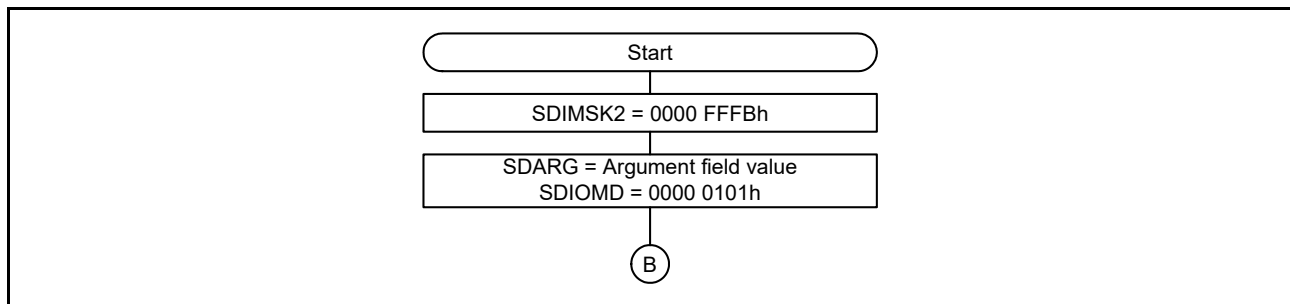 Start
SDIMSK2 = 0000 FFFBh
SDARG = Argument field value
SDIOMD = 0000 0101h
B